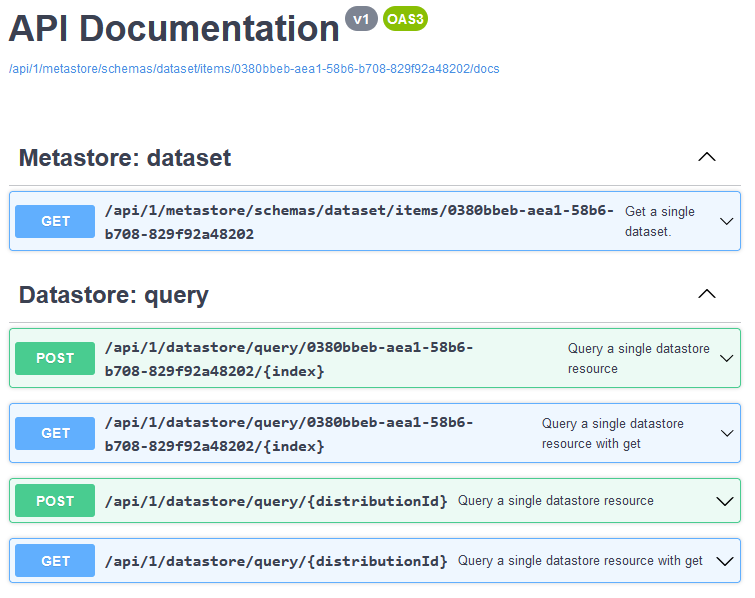 API Documentation v1 OAS3
/api/1/metastore/schemas/dataset/items/0380bbeb-aea1-58b6-b708-829f92a48202/docs
Metastore: dataset
GET /api/1/metastore/schemas/dataset/items/0380bbeb-aea1-58b6- Get a single
b708-829f92a48202 dataset.
Datastore: query
POST /api/1/datastore/query/0380bbeb-aea1-58b6- Query a single datastore
b708-829f92a48202/{index} resource
GET /api/1/datastore/query/0380bbeb-aea1-58b6- Query a single datastore
b708-829f92a48202/{index} resource with get
POST /api/1/datastore/query/{distributionId} Query a single datastore resource
GET /api/1/datastore/query/{distributionId} Query a single datastore resource with get